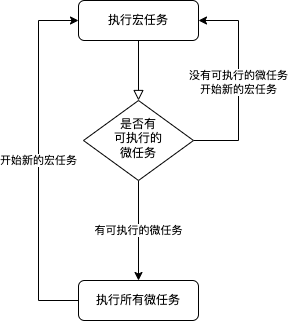 执行宏任务
没有可执行的微任务
开始新的宏任务
是否有
可执行的
微任务
开始新的宏任务
有可执行的微任务
执行所有微任务